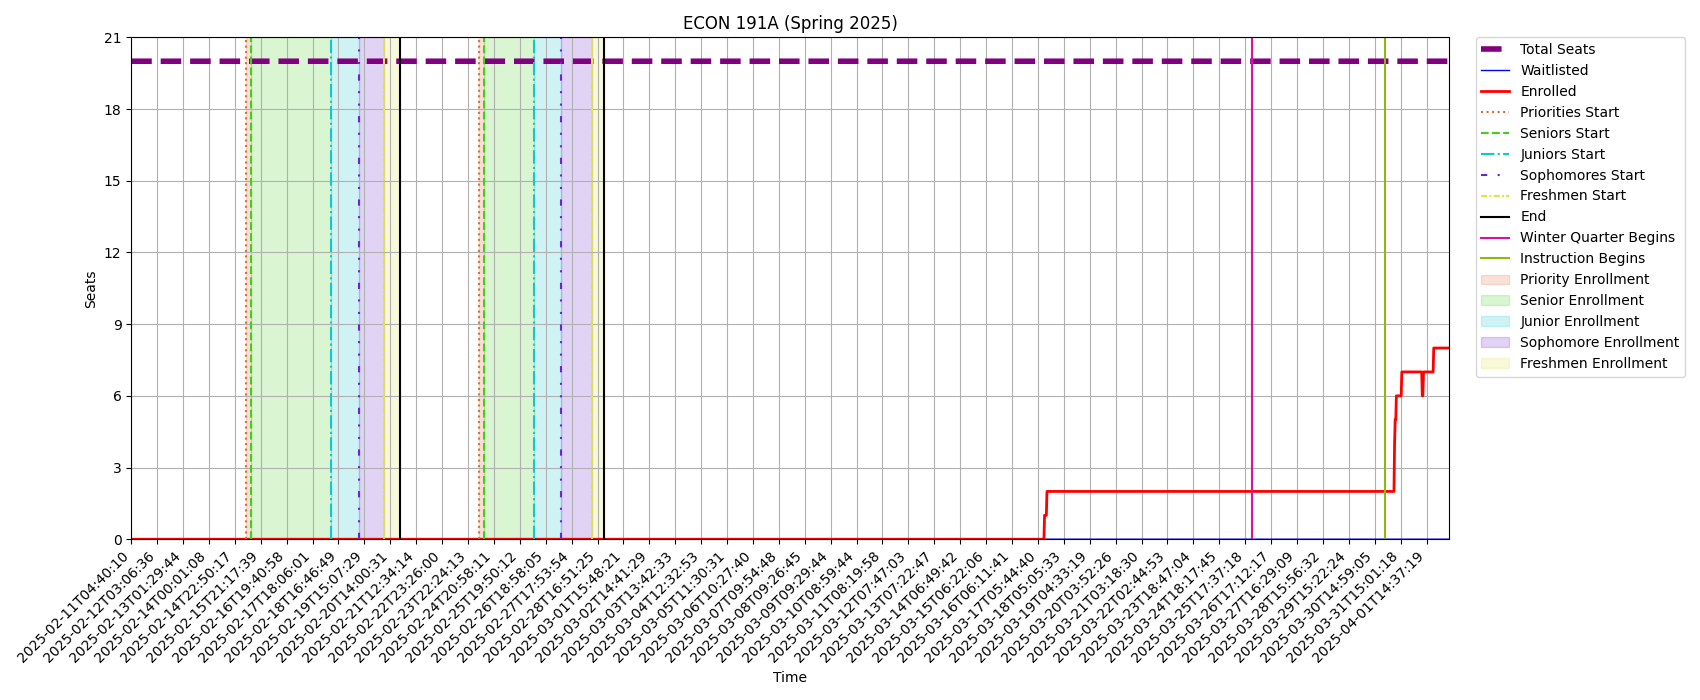 ECON 191A (Spring 2025)
21
18
15
12
9
6
3
0
Seats
2025-02-11T04:40:10
2025-02-12T03:06:36
2025-02-13T01:29:44
2025-02-14T00:01:08
2025-02-14T22:50:17
2025-02-15T21:17:39
2025-02-16T19:40:58
2025-02-17T18:06:01
2025-02-18T16:46:49
2025-02-19T15:07:29
2025-02-20T14:00:31
2025-02-21T12:34:14
2025-02-22T23:26:00
2025-02-23T22:24:13
2025-02-24T20:58:11
2025-02-25T19:50:12
2025-02-26T18:58:05
2025-02-27T17:53:54
2025-02-28T16:51:25
2025-03-01T15:48:21
2025-03-02T14:41:29
2025-03-03T13:42:33
2025-03-04T12:32:53
2025-03-05T11:30:31
2025-03-06T10:27:40
2025-03-07T09:54:48
2025-03-08T09:26:45
2025-03-09T09:29:44
2025-03-10T08:59:44
2025-03-11T08:19:58
2025-03-12T07:47:03
2025-03-13T07:22:47
2025-03-14T06:49:42
2025-03-15T06:22:06
2025-03-16T06:11:41
2025-03-17T05:44:40
2025-03-18T05:05:33
2025-03-19T04:33:19
2025-03-20T03:52:26
2025-03-21T03:18:30
2025-03-22T02:44:53
2025-03-23T18:47:04
2025-03-24T18:17:45
2025-03-25T17:37:18
2025-03-26T17:12:17
2025-03-27T16:29:09
2025-03-28T15:56:32
2025-03-29T15:22:24
2025-03-30T14:59:05
2025-03-31T15:01:18
2025-04-01T14:37:19
Time
Total Seats
Waitlisted
Enrolled
Priorities Start
Seniors Start
Juniors Start
Sophomores Start
Freshmen Start
End
Winter Quarter Begins
Instruction Begins
Priority Enrollment
Senior Enrollment
Junior Enrollment
Sophomore Enrollment
Freshmen Enrollment